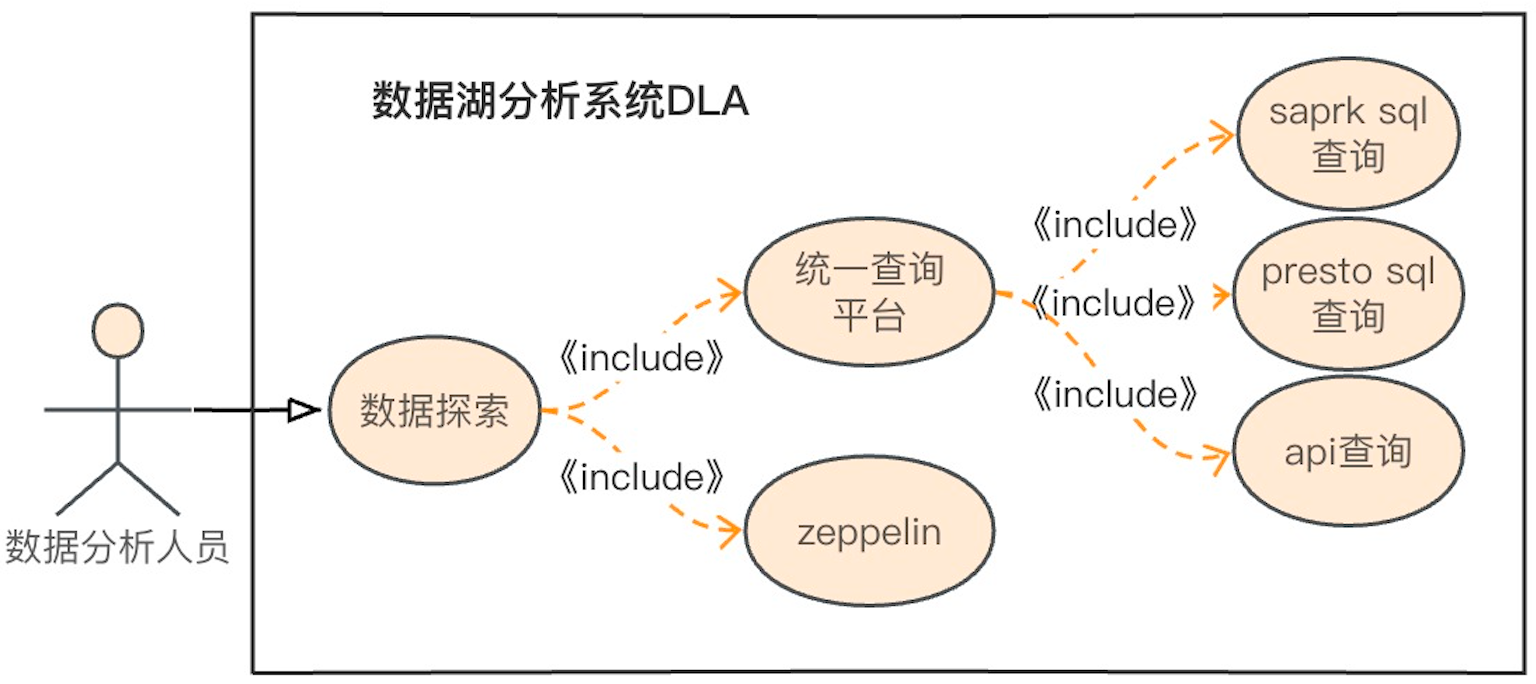 数据湖分析系统DLA
saprk sql
查询
《include》
统一查询
平台
《include》
presto sql
查询
《include》
数据探索
《include》
api查询
《include》
zeppelin
数据分析人员